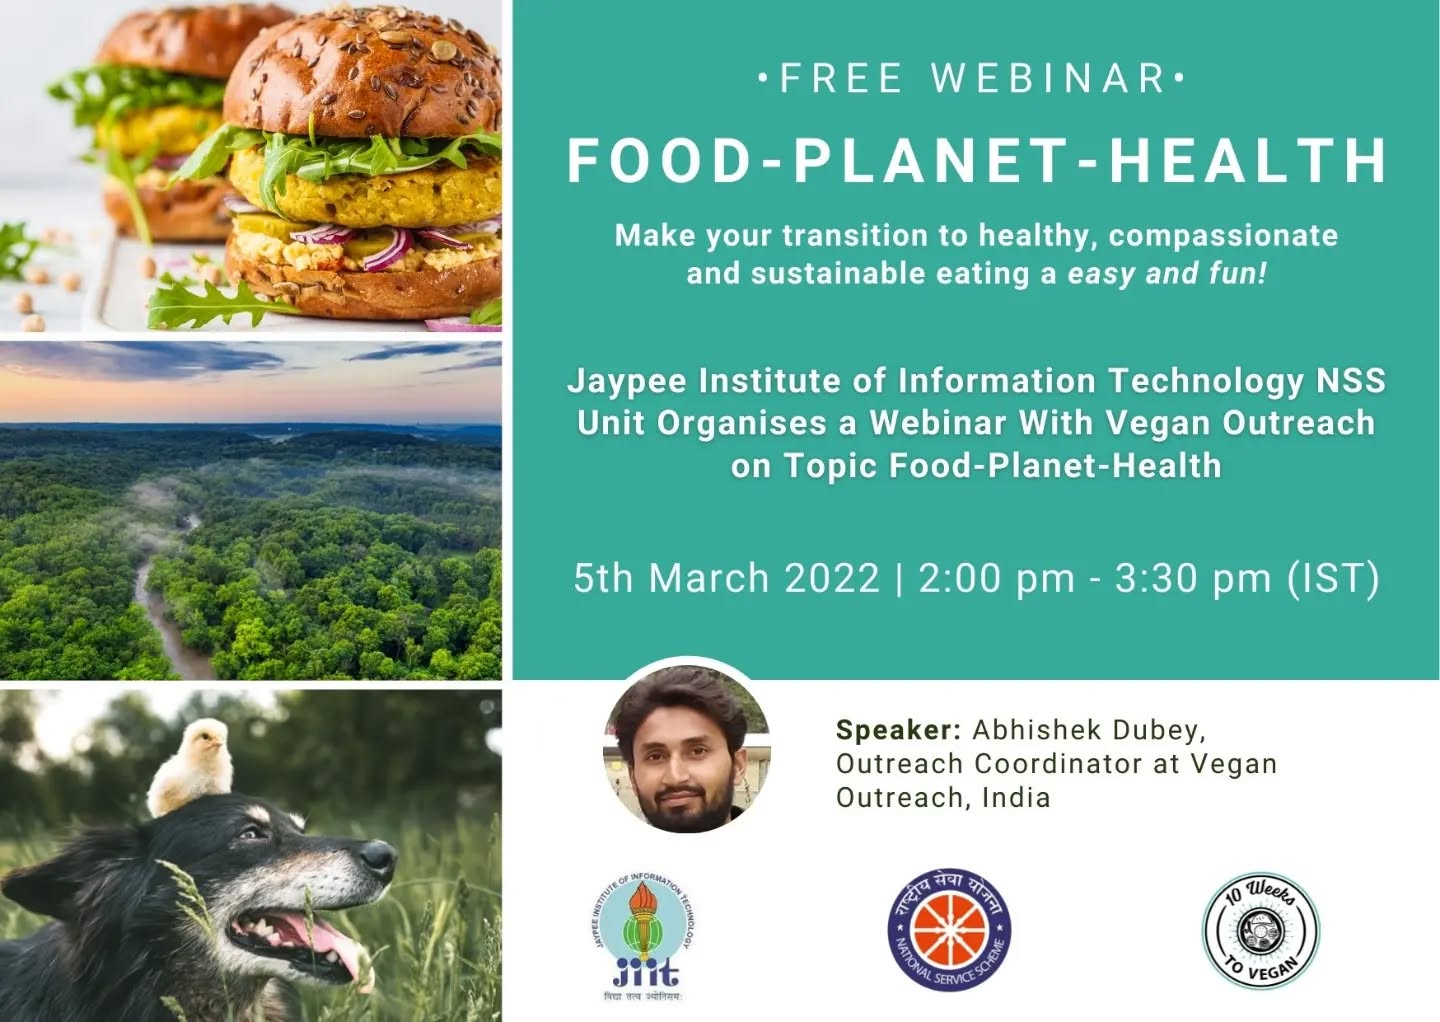 •FREE WEBINAR•
FOOD-PLANET-HEALTH
Make your transition to healthy, compassionate
and sustainable eating a easy and fun!
Jaypee Institute of Information Technology NSS
Unit Organises a Webinar With Vegan Outreach
on Topic Food-Planet-Health
5th March 2022 | 2:00 pm - 3:30 pm (IST)
Speaker: Abhishek Dubey,
Outreach Coordinator at Vegan
Outreach, India
JAYPEE INSTITUTE OF INFORMATION TECHNOLOGY
jiit
विद्या तत्व ज्योतिसमः
राष्ट्रीय सेवा योजना
NATIONAL SERVICE SCHEME
10 Weeks
TO VEGAN